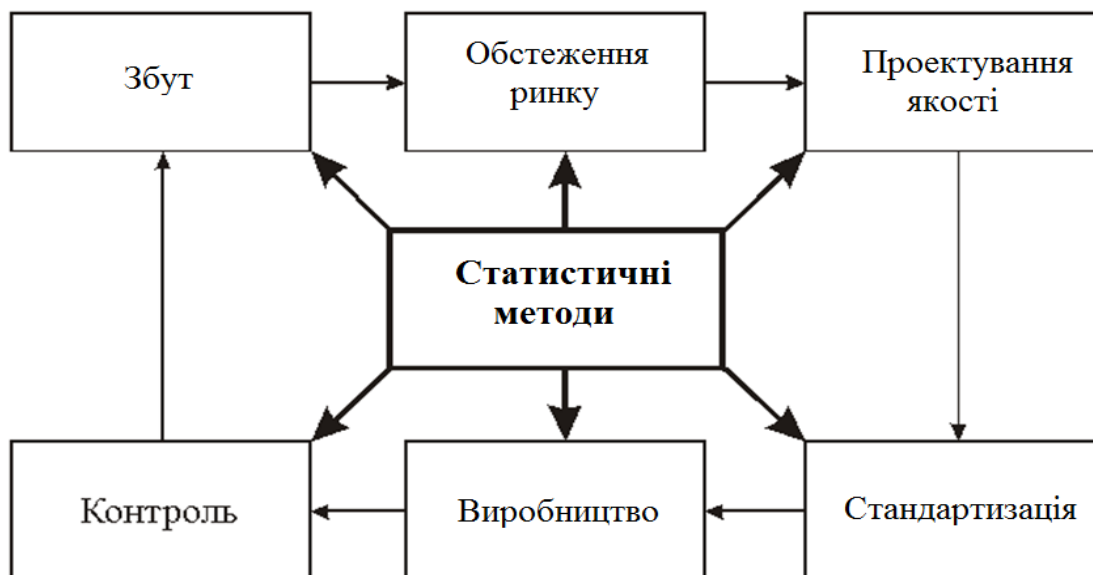 Збут
Обстеження
ринку
Проектування
якості
Статистичні
методи
Контроль
Виробництво
Стандартизація